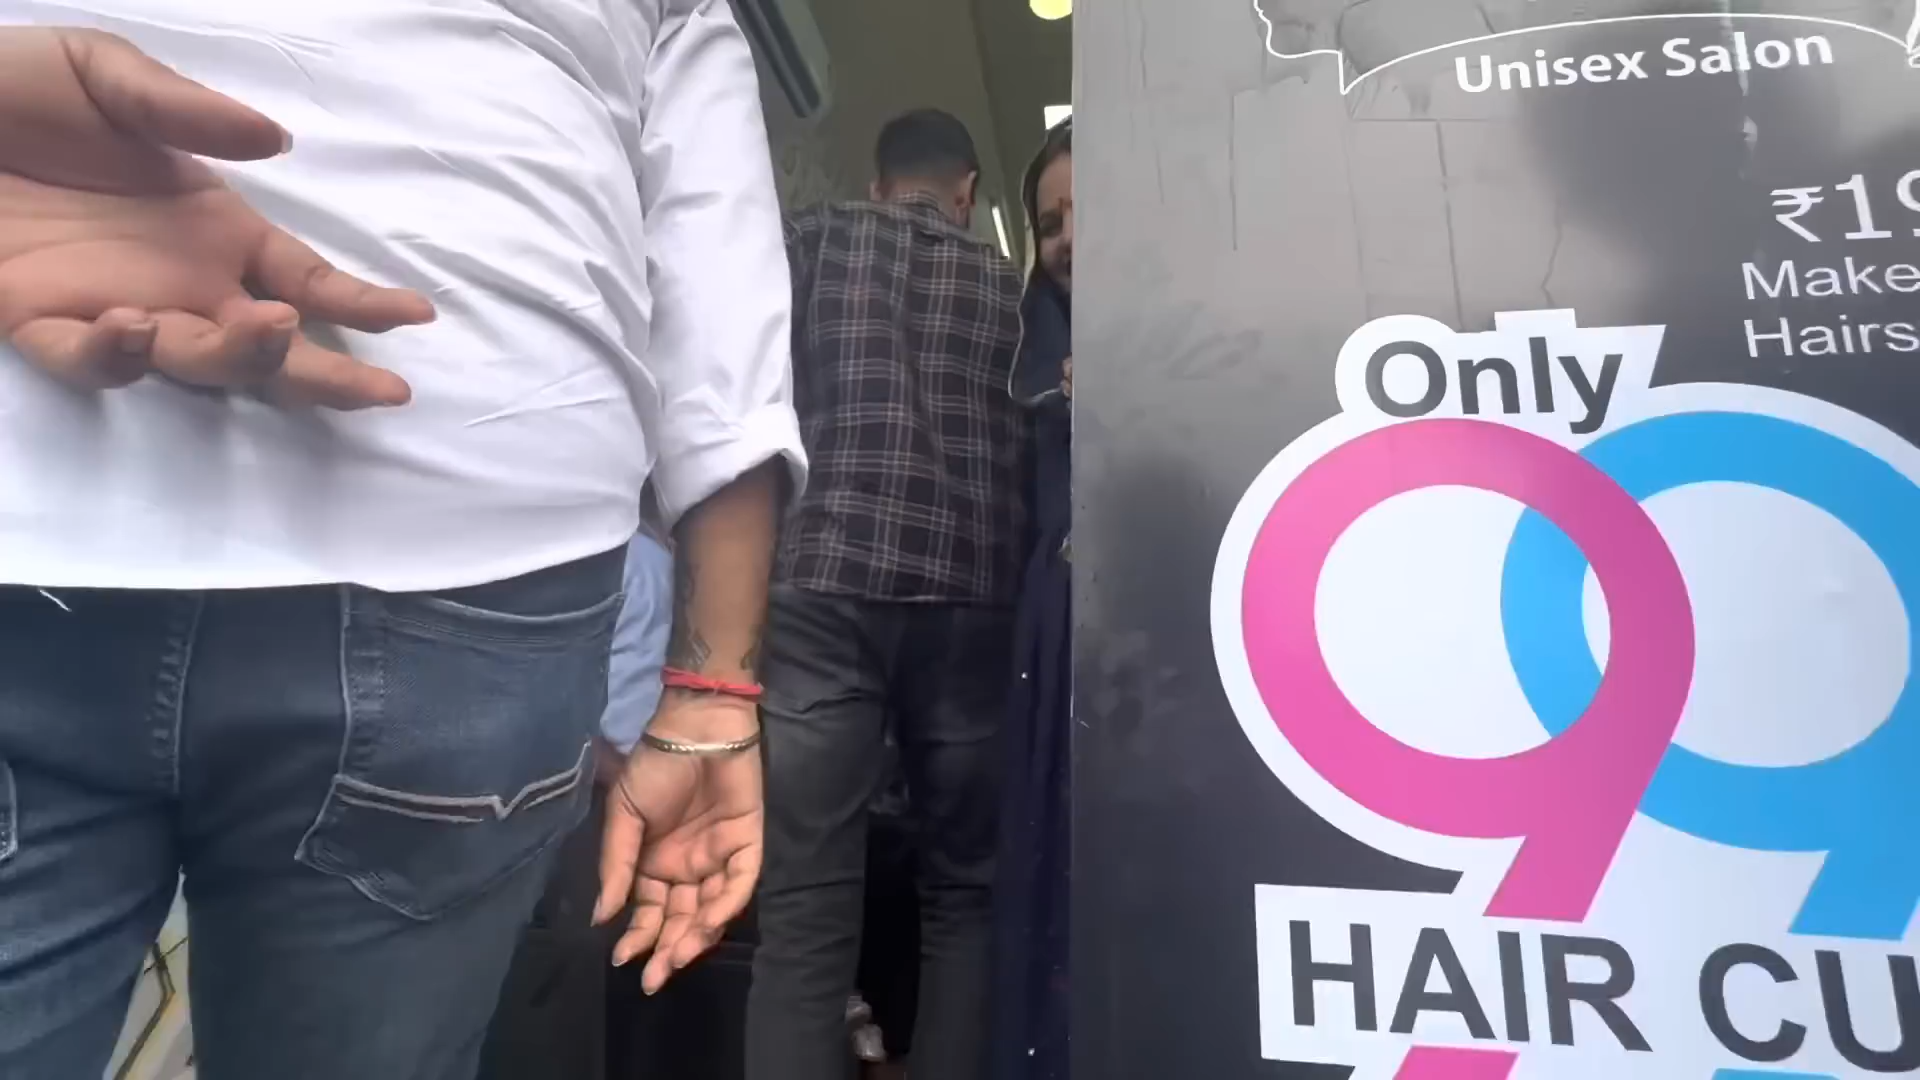 Unisex Salon
₹19
Make
Hairs
Only
99
HAIR CU